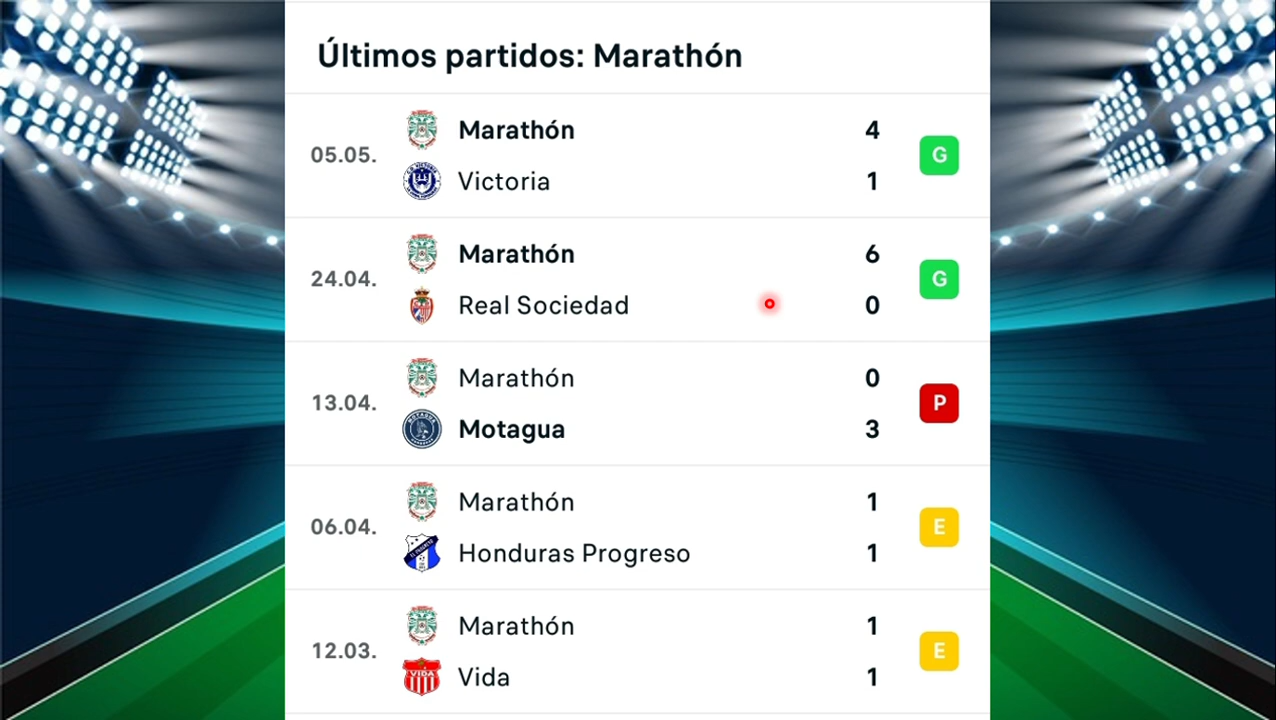 Últimos partidos: Marathón
05.05.
Marathón 4
Victoria 1
G
24.04.
Marathón 6
Real Sociedad 0
G
13.04.
Marathón 0
Motagua 3
P
06.04.
Marathón 1
Honduras Progreso 1
E
12.03.
Marathón 1
Vida 1
E
VIDA